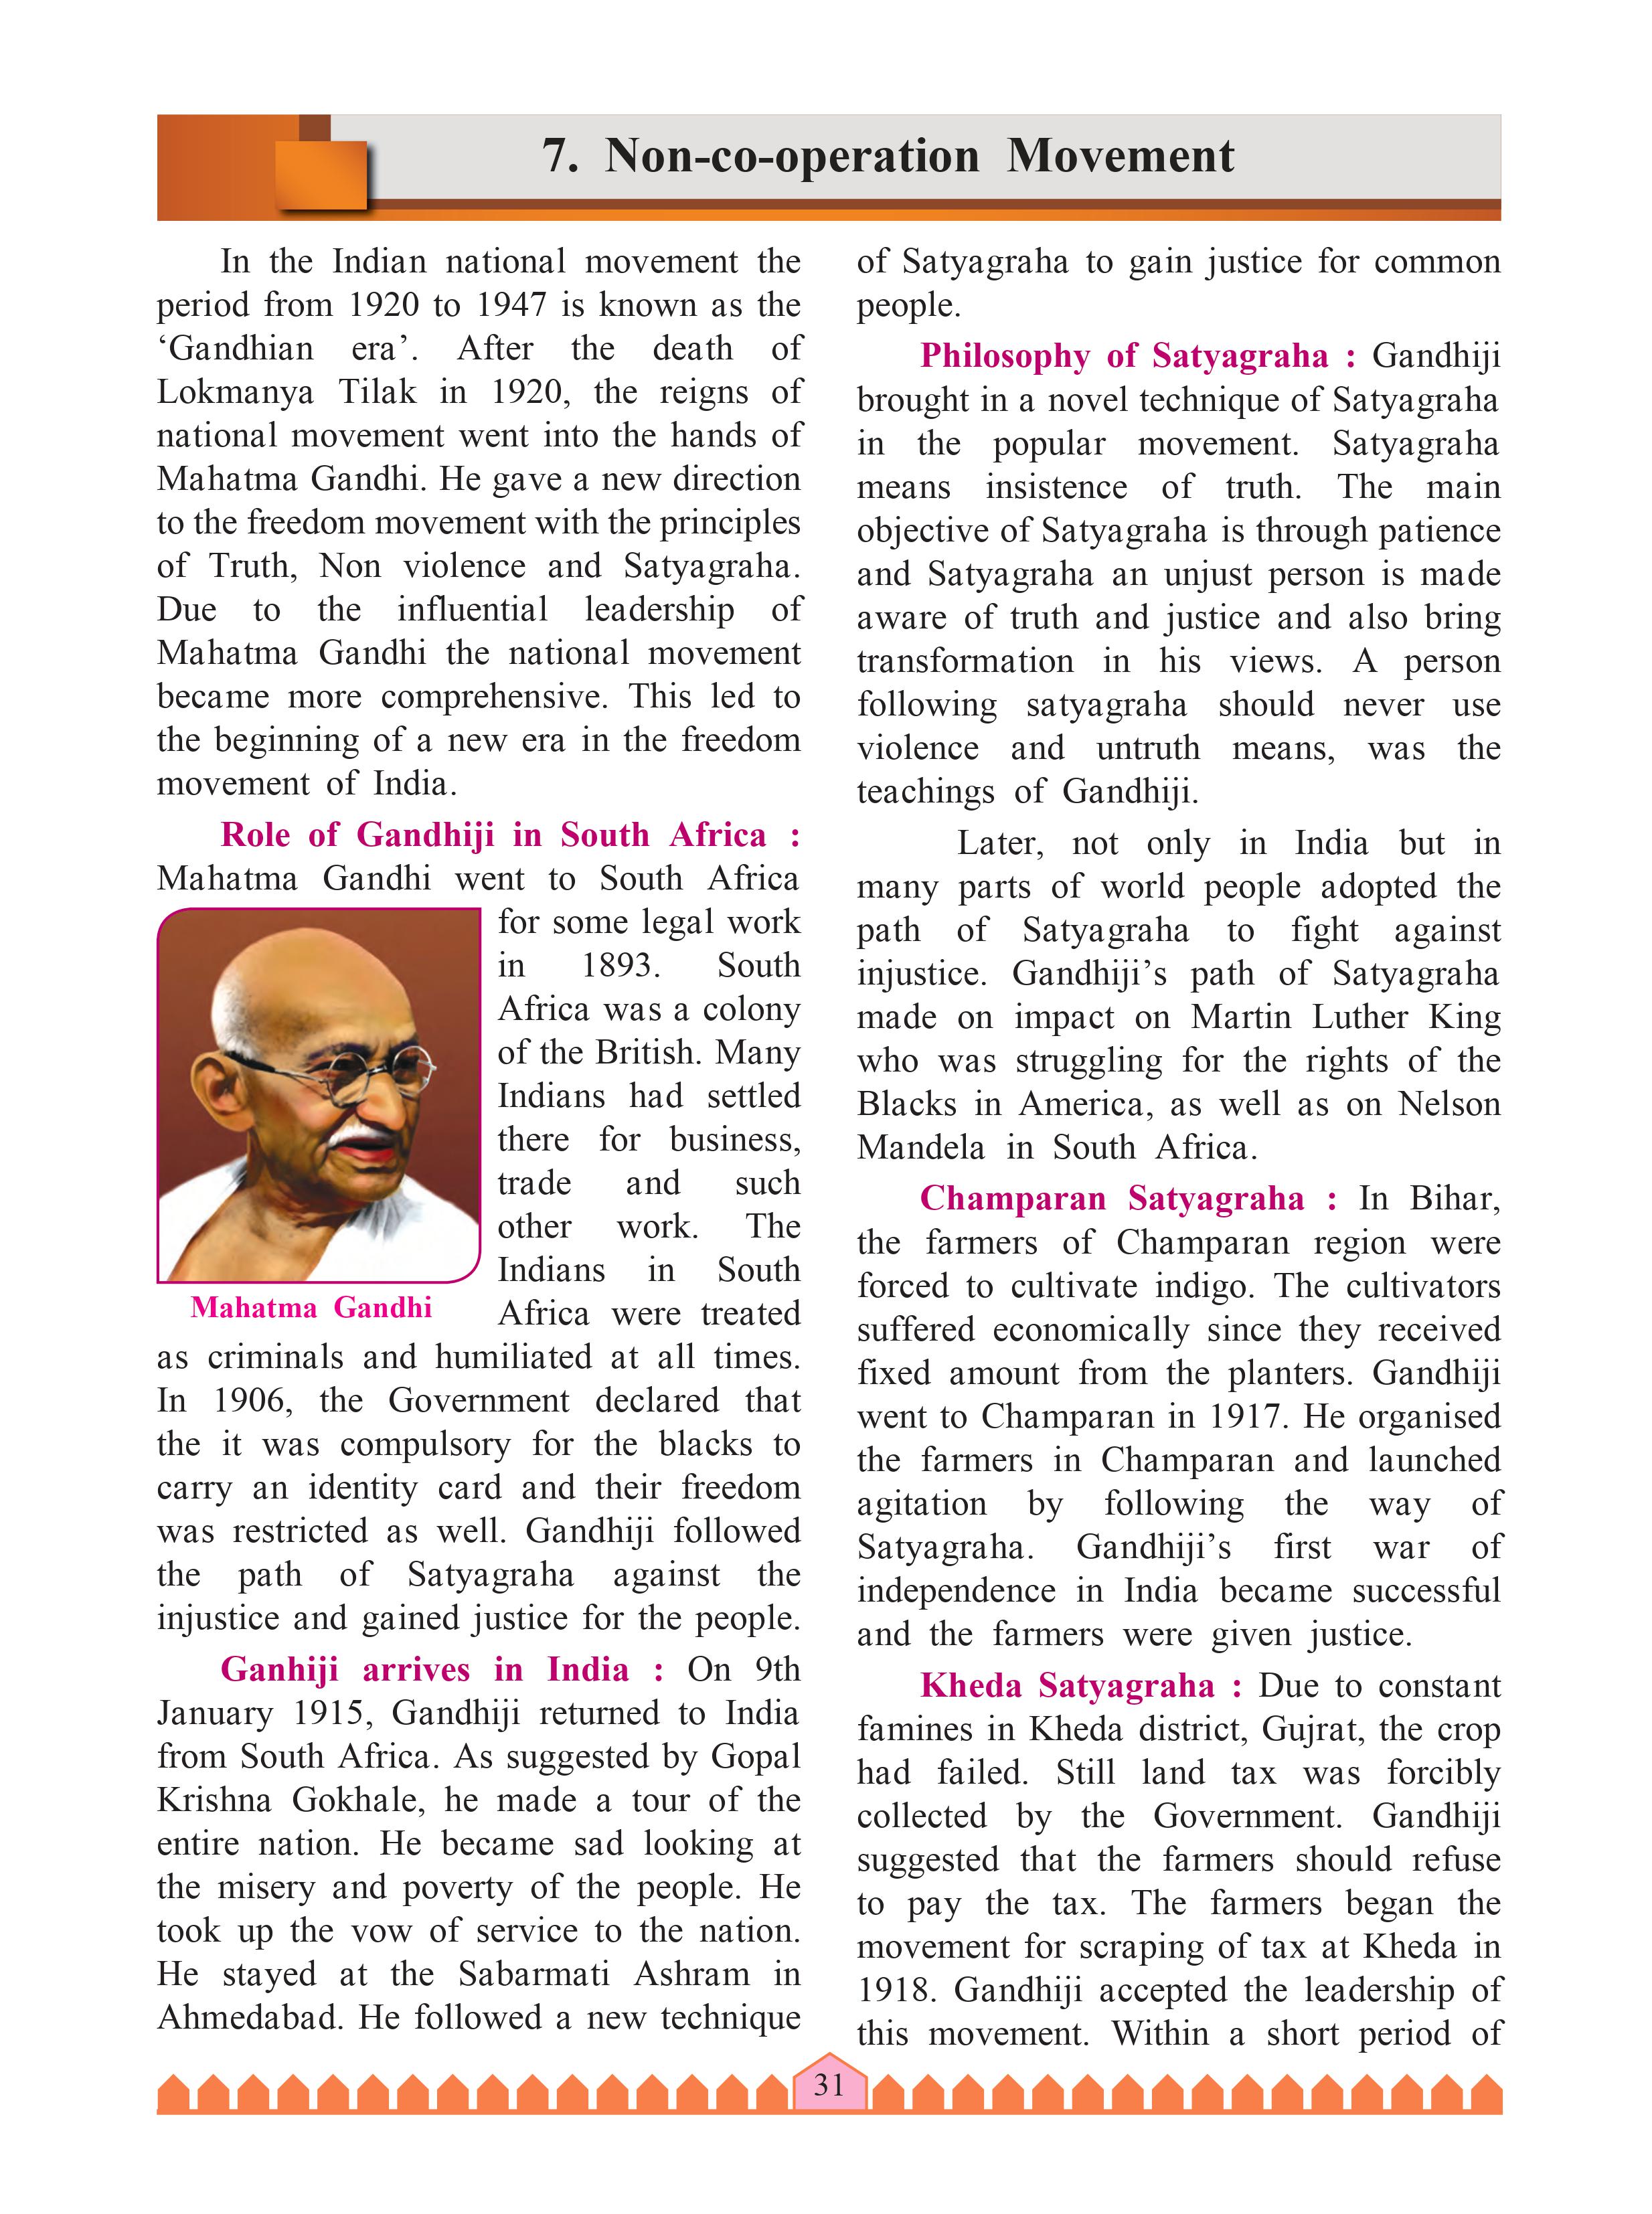 7. Non-co-operation Movement
In the Indian national movement the
period from 1920 to 1947 is known as the
‘Gandhian era’. After the death of
Lokmanya Tilak in 1920, the reigns of
national movement went into the hands of
Mahatma Gandhi. He gave a new direction
to the freedom movement with the principles
of Truth, Non violence and Satyagraha.
Due to the influential leadership of
Mahatma Gandhi the national movement
became more comprehensive. This led to
the beginning of a new era in the freedom
movement of India.
Role of Gandhiji in South Africa :
Mahatma Gandhi went to South Africa
for some legal work
in 1893. South
Africa was a colony
of the British. Many
Indians had settled
there for business,
trade and such
other work. The
Indians in South
Africa were treated
Mahatma Gandhi
as criminals and humiliated at all times.
In 1906, the Government declared that
the it was compulsory for the blacks to
carry an identity card and their freedom
was restricted as well. Gandhiji followed
the path of Satyagraha against the
injustice and gained justice for the people.
Ganhiji arrives in India : On 9th
January 1915, Gandhiji returned to India
from South Africa. As suggested by Gopal
Krishna Gokhale, he made a tour of the
entire nation. He became sad looking at
the misery and poverty of the people. He
took up the vow of service to the nation.
He stayed at the Sabarmati Ashram in
Ahmedabad. He followed a new technique
of Satyagraha to gain justice for common
people.
Philosophy of Satyagraha : Gandhiji
brought in a novel technique of Satyagraha
in the popular movement. Satyagraha
means insistence of truth. The main
objective of Satyagraha is through patience
and Satyagraha an unjust person is made
aware of truth and justice and also bring
transformation in his views. A person
following satyagraha should never use
violence and untruth means, was the
teachings of Gandhiji.
Later, not only in India but in
many parts of world people adopted the
path of Satyagraha to fight against
injustice. Gandhiji’s path of Satyagraha
made on impact on Martin Luther King
who was struggling for the rights of the
Blacks in America, as well as on Nelson
Mandela in South Africa.
Champaran Satyagraha : In Bihar,
the farmers of Champaran region were
forced to cultivate indigo. The cultivators
suffered economically since they received
fixed amount from the planters. Gandhiji
went to Champaran in 1917. He organised
the farmers in Champaran and launched
agitation by following the way of
Satyagraha. Gandhiji’s first war of
independence in India became successful
and the farmers were given justice.
Kheda Satyagraha : Due to constant
famines in Kheda district, Gujrat, the crop
had failed. Still land tax was forcibly
collected by the Government. Gandhiji
suggested that the farmers should refuse
to pay the tax. The farmers began the
movement for scraping of tax at Kheda in
1918. Gandhiji accepted the leadership of
this movement. Within a short period of
31